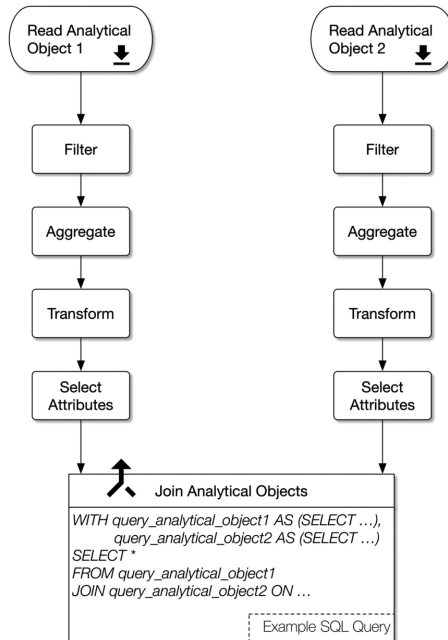 Read Analytical
Object 1
Read Analytical
Object 2
Filter
Filter
Aggregate
Aggregate
Transform
Transform
Select
Attributes
Select
Attributes
Join Analytical Objects
WITH query_analytical_object1 AS (SELECT …),
query_analytical_object2 AS (SELECT …)
SELECT *
FROM query_analytical_object1
JOIN query_analytical_object2 ON …
Example SQL Query